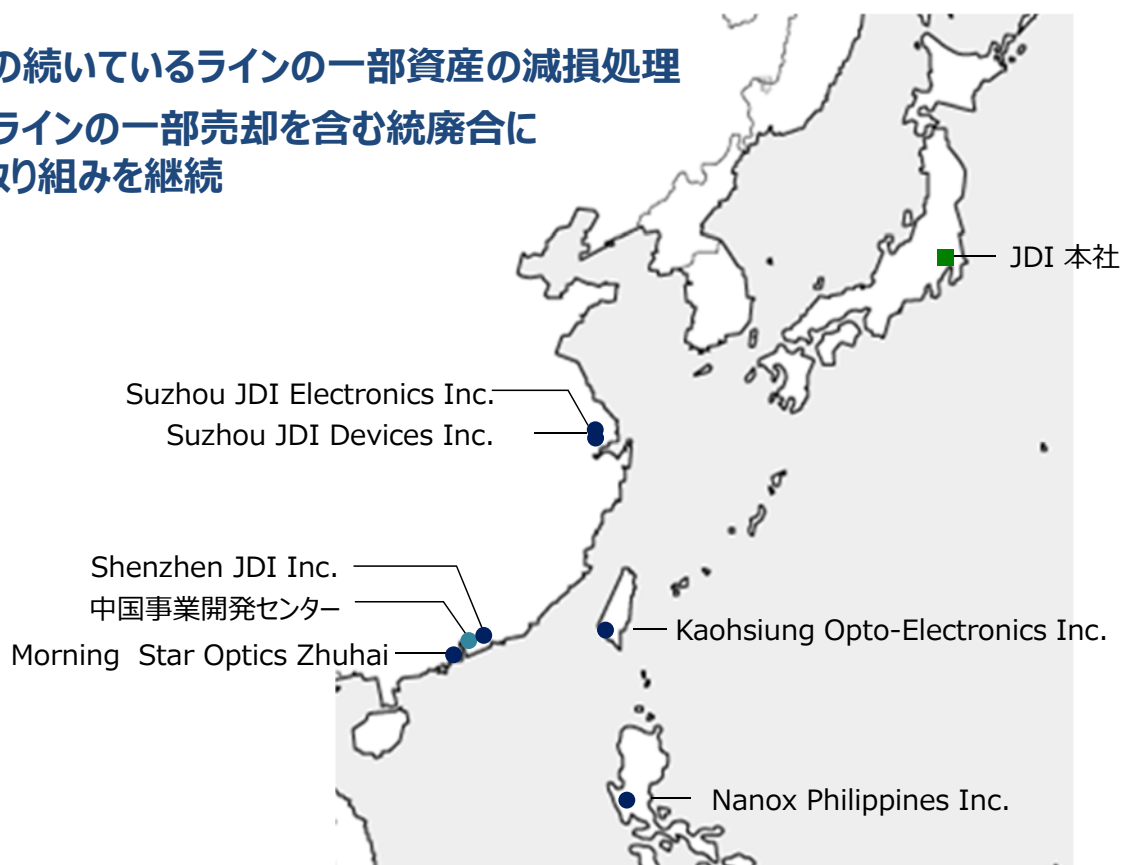 の続いているラインの一部資産の減損処理
ラインの一部売却を含む統廃合に
取り組みを継続
JDI 本社
Suzhou JDI Electronics Inc.
Suzhou JDI Devices Inc.
Shenzhen JDI Inc.
中国事業開発センター
Morning Star Optics Zhuhai
Kaohsiung Opto-Electronics Inc.
Nanox Philippines Inc.